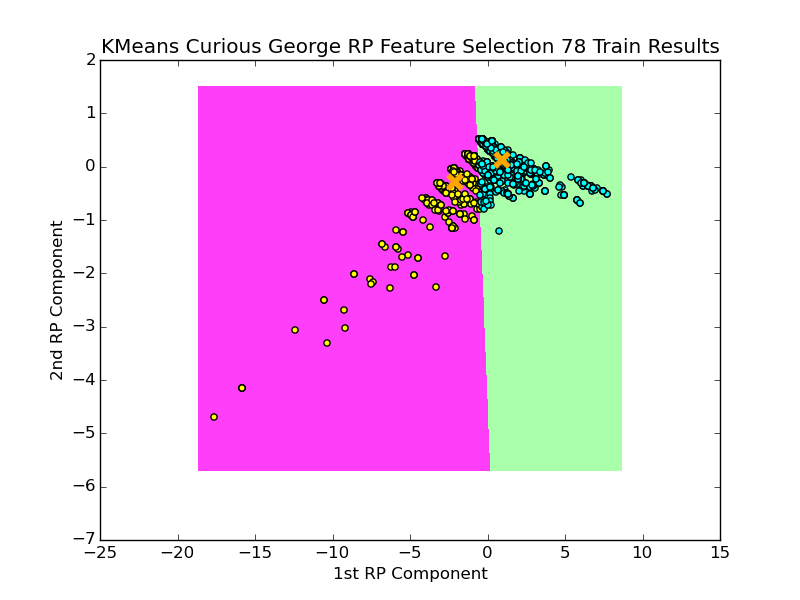 KMeans Curious George RP Feature Selection 78 Train Results
2
1
0
−1
−2
−3
−4
−5
−6
−7
2nd RP Component
−25 −20 −15 −10 −5 0 5 10 15
1st RP Component